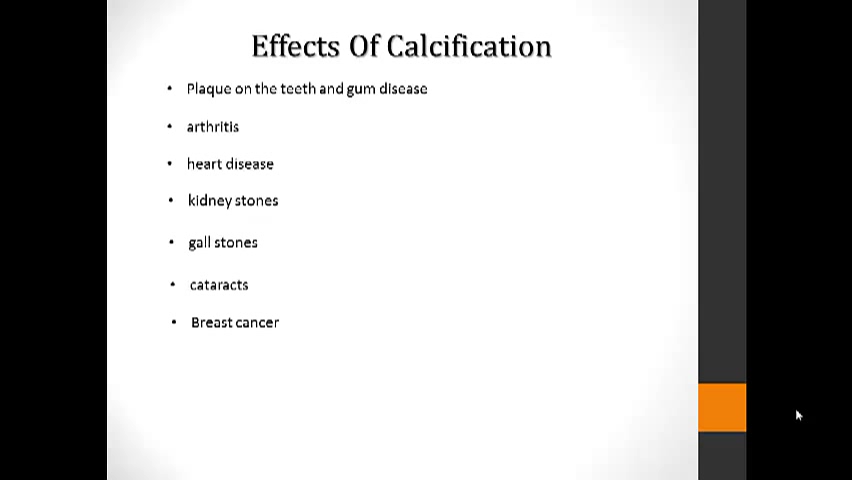 Effects Of Calcification
• Plaque on the teeth and gum disease
• arthritis
• heart disease
• kidney stones
• gall stones
• cataracts
• Breast cancer